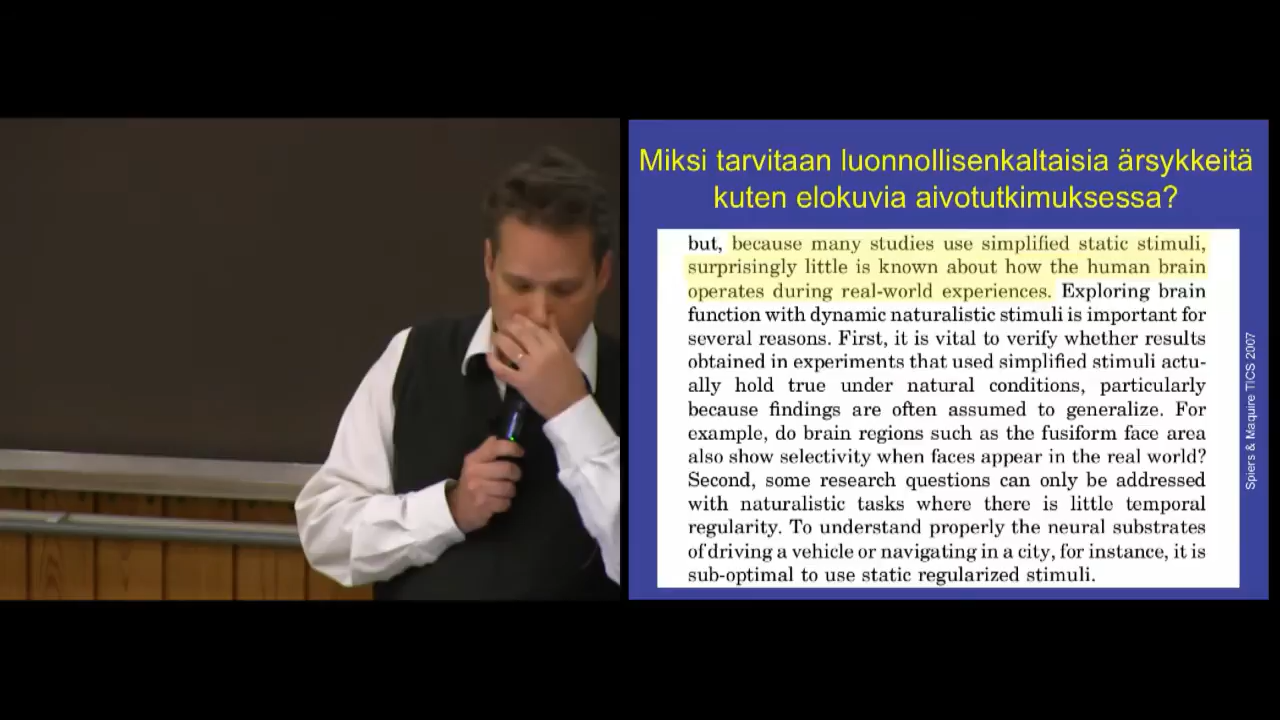 Miksi tarvitaan luonnollisenkaltaisia ärsykkeitä
kuten elokuvia aivotutkimuksessa?
but, because many studies use simplified static stimuli,
surprisingly little is known about how the human brain
operates during real-world experiences. Exploring brain
function with dynamic naturalistic stimuli is important for
several reasons. First, it is vital to verify whether results
obtained in experiments that used simplified stimuli actu-
ally hold true under natural conditions, particularly
because findings are often assumed to generalize. For
example, do brain regions such as the fusiform face area
also show selectivity when faces appear in the real world?
Second, some research questions can only be addressed
with naturalistic tasks where there is little temporal
regularity. To understand properly the neural substrates
of driving a vehicle or navigating in a city, for instance, it is
sub-optimal to use static regularized stimuli.
Spiers & Maquire TICS 2007